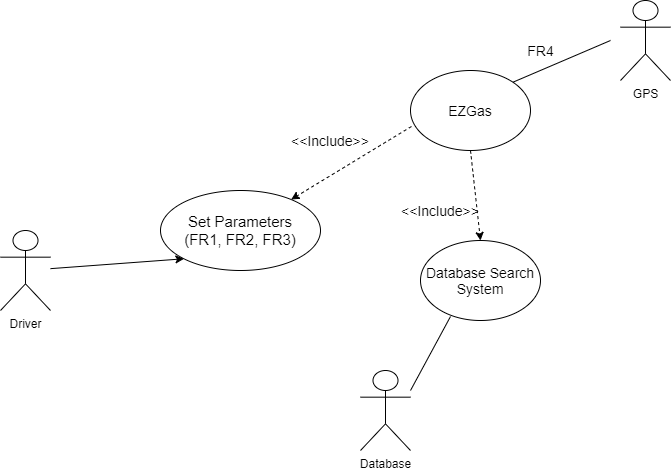 FR4
GPS
EZGas
<<Include>>
<<Include>>
Set Parameters
(FR1, FR2, FR3)
Database Search
System
Driver
Database